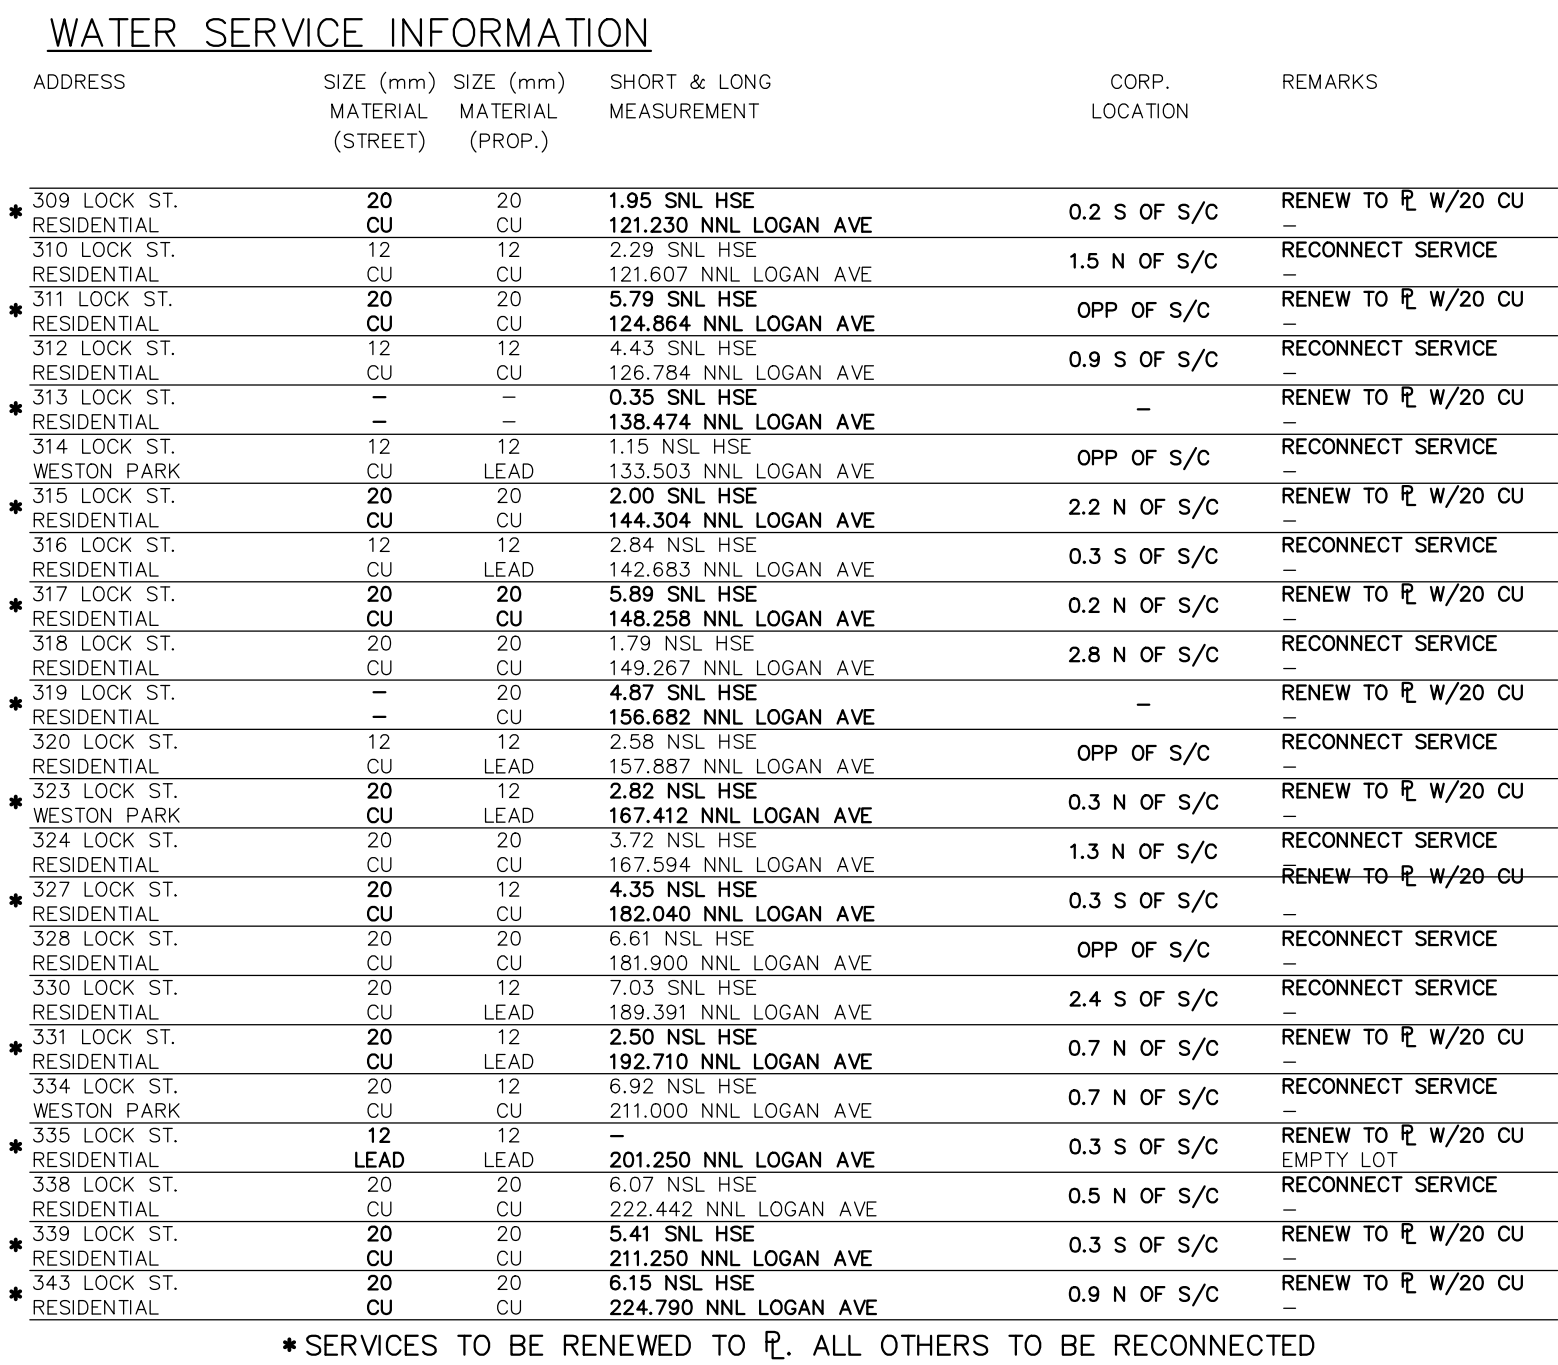 WATER SERVICE INFORMATION
ADDRESS SIZE (mm) SIZE (mm) SHORT & LONG CORP. REMARKS
MATERIAL MATERIAL MEASUREMENT LOCATION
(STREET) (PROP.)
309 LOCK ST. 20 20 1.95 SNL HSE RENEW TO ⅊ W/20 CU
* 0.2 S OF S/C
RESIDENTIAL CU CU 121.230 NNL LOGAN AVE –
310 LOCK ST. 12 12 2.29 SNL HSE RECONNECT SERVICE
1.5 N OF S/C
RESIDENTIAL CU CU 121.607 NNL LOGAN AVE –
311 LOCK ST. 20 20 5.79 SNL HSE RENEW TO ⅊ W/20 CU
* OPP OF S/C
RESIDENTIAL CU CU 124.864 NNL LOGAN AVE –
312 LOCK ST. 12 12 4.43 SNL HSE RECONNECT SERVICE
0.9 S OF S/C
RESIDENTIAL CU CU 126.784 NNL LOGAN AVE –
313 LOCK ST. – – 0.35 SNL HSE RENEW TO ⅊ W/20 CU
* –
RESIDENTIAL – – 138.474 NNL LOGAN AVE –
314 LOCK ST. 12 12 1.15 NSL HSE RECONNECT SERVICE
OPP OF S/C
WESTON PARK CU LEAD 133.503 NNL LOGAN AVE –
315 LOCK ST. 20 20 2.00 SNL HSE RENEW TO ⅊ W/20 CU
* 2.2 N OF S/C
RESIDENTIAL CU CU 144.304 NNL LOGAN AVE –
316 LOCK ST. 12 12 2.84 NSL HSE RECONNECT SERVICE
0.3 S OF S/C
RESIDENTIAL CU LEAD 142.683 NNL LOGAN AVE –
317 LOCK ST. 20 20 5.89 SNL HSE RENEW TO ⅊ W/20 CU
* 0.2 N OF S/C
RESIDENTIAL CU CU 148.258 NNL LOGAN AVE –
318 LOCK ST. 20 20 1.79 NSL HSE RECONNECT SERVICE
2.8 N OF S/C
RESIDENTIAL CU CU 149.267 NNL LOGAN AVE –
319 LOCK ST. – 20 4.87 SNL HSE RENEW TO ⅊ W/20 CU
* –
RESIDENTIAL – CU 156.682 NNL LOGAN AVE –
320 LOCK ST. 12 12 2.58 NSL HSE RECONNECT SERVICE
OPP OF S/C
RESIDENTIAL CU LEAD 157.887 NNL LOGAN AVE –
323 LOCK ST. 20 12 2.82 NSL HSE RENEW TO ⅊ W/20 CU
* 0.3 N OF S/C
WESTON PARK CU LEAD 167.412 NNL LOGAN AVE –
324 LOCK ST. 20 20 3.72 NSL HSE RECONNECT SERVICE
1.3 N OF S/C
RESIDENTIAL CU CU 167.594 NNL LOGAN AVE –
RENEW TO ⅊ W/20 CU
327 LOCK ST. 20 12 4.35 NSL HSE
* 0.3 S OF S/C
RESIDENTIAL CU CU 182.040 NNL LOGAN AVE –
328 LOCK ST. 20 20 6.61 NSL HSE RECONNECT SERVICE
OPP OF S/C
RESIDENTIAL CU CU 181.900 NNL LOGAN AVE –
330 LOCK ST. 20 12 7.03 SNL HSE RECONNECT SERVICE
2.4 S OF S/C
RESIDENTIAL CU LEAD 189.391 NNL LOGAN AVE –
331 LOCK ST. 20 12 2.50 NSL HSE RENEW TO ⅊ W/20 CU
* 0.7 N OF S/C
RESIDENTIAL CU LEAD 192.710 NNL LOGAN AVE –
334 LOCK ST. 20 12 6.92 NSL HSE RECONNECT SERVICE
0.7 N OF S/C
WESTON PARK CU CU 211.000 NNL LOGAN AVE –
335 LOCK ST. 12 12 – RENEW TO ⅊ W/20 CU
* 0.3 S OF S/C
RESIDENTIAL LEAD LEAD 201.250 NNL LOGAN AVE EMPTY LOT
338 LOCK ST. 20 20 6.07 NSL HSE RECONNECT SERVICE
0.5 N OF S/C
RESIDENTIAL CU CU 222.442 NNL LOGAN AVE –
339 LOCK ST. 20 20 5.41 SNL HSE RENEW TO ⅊ W/20 CU
* 0.3 S OF S/C
RESIDENTIAL CU CU 211.250 NNL LOGAN AVE –
343 LOCK ST. 20 20 6.15 NSL HSE RENEW TO ⅊ W/20 CU
* 0.9 N OF S/C
RESIDENTIAL CU CU 224.790 NNL LOGAN AVE –
* SERVICES TO BE RENEWED TO ⅊. ALL OTHERS TO BE RECONNECTED